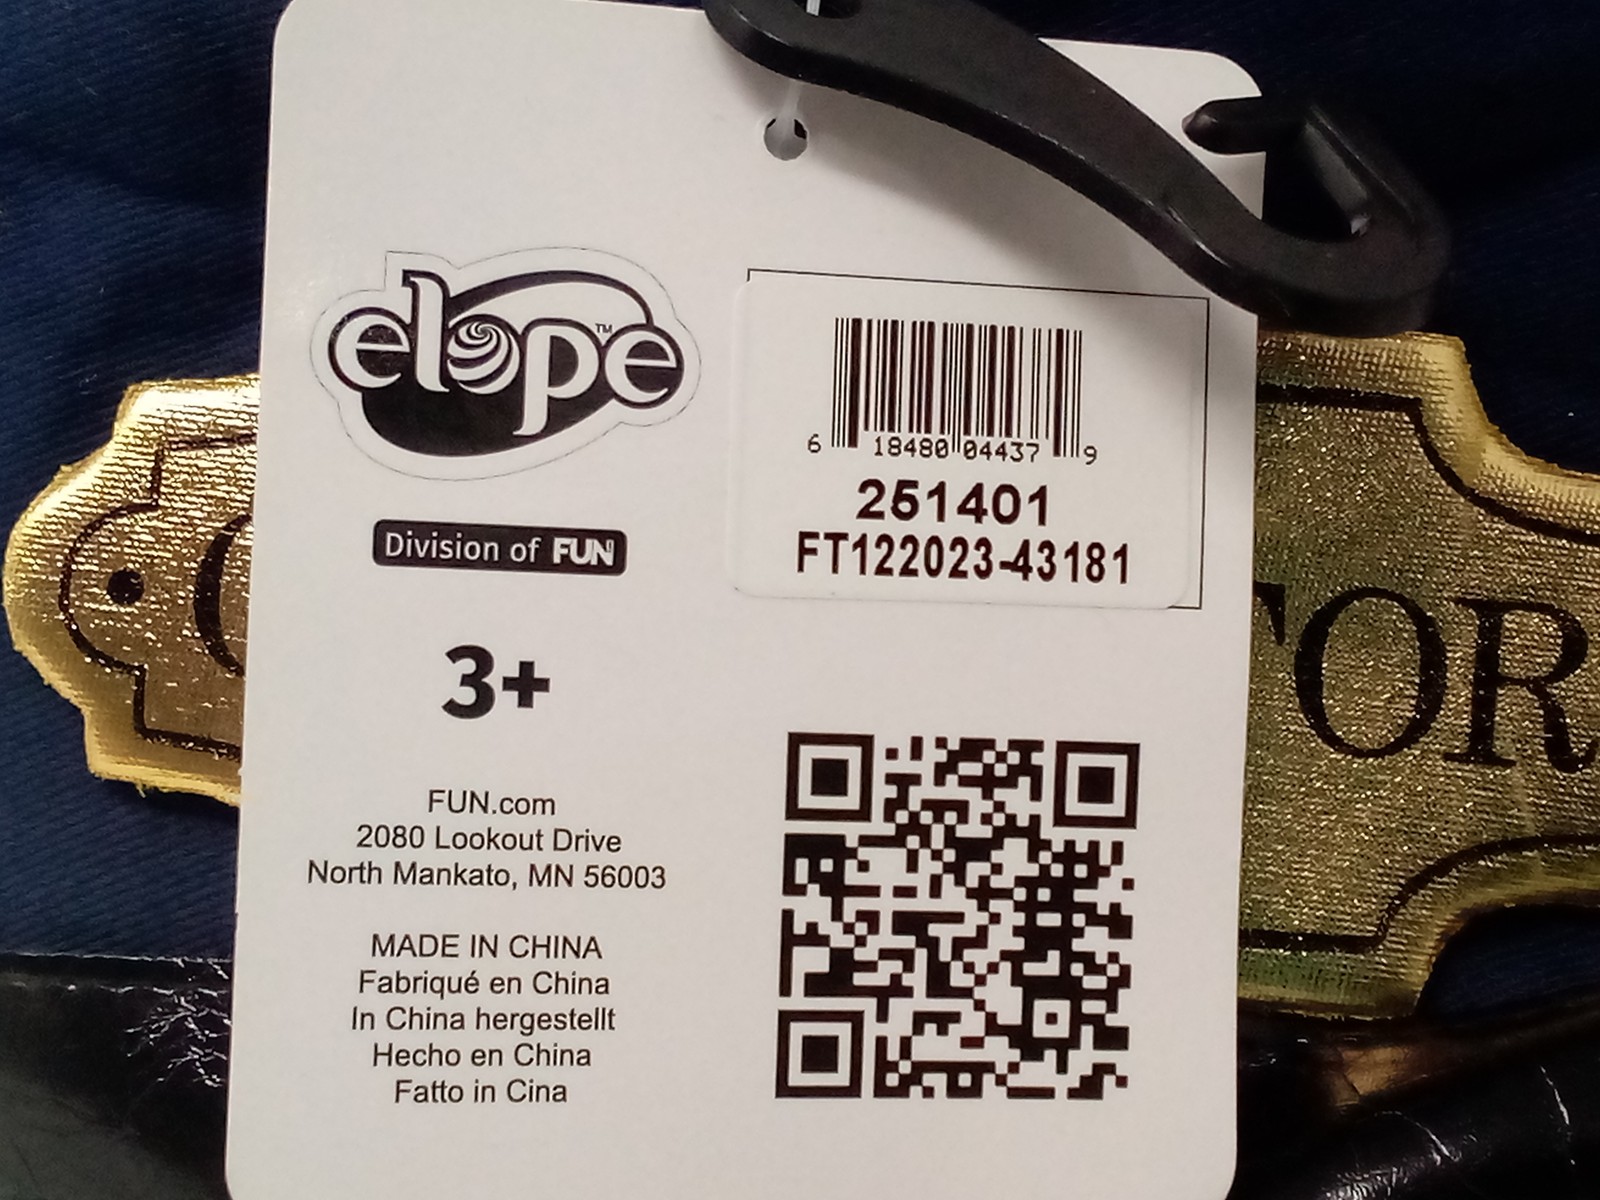 elope™
Division of FUN
3+
FUN.com
2080 Lookout Drive
North Mankato, MN 56003
MADE IN CHINA
Fabriqué en China
In China hergestellt
Hecho en China
Fatto in Cina
6 18480 04437 9
251401
FT122023-43181
TOR